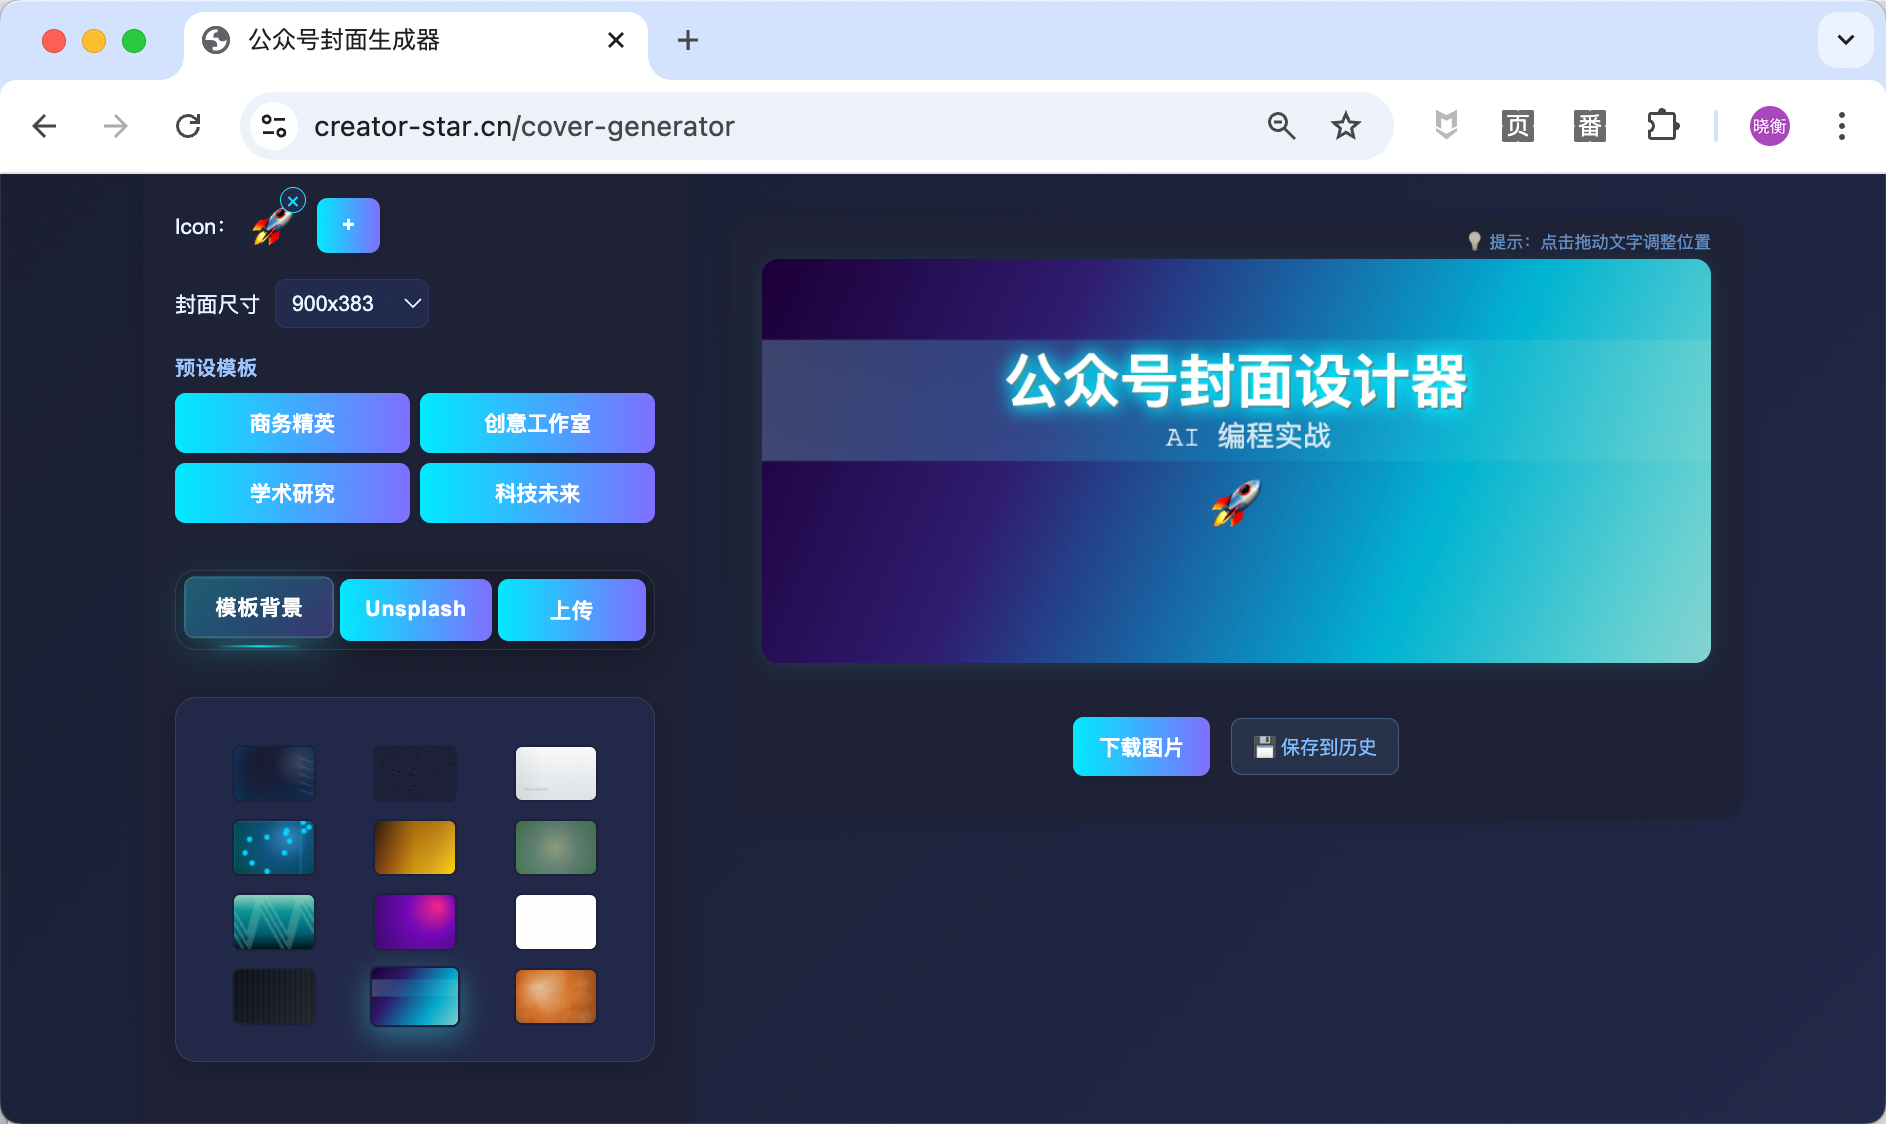 公众号封面生成器
creator-star.cn/cover-generator
页
番
晓衡
Icon：
+
封面尺寸
900x383
预设模板
商务精英
创意工作室
学术研究
科技未来
模板背景
Unsplash
上传
提示：点击拖动文字调整位置
公众号封面设计器
AI 编程实战
下载图片
保存到历史